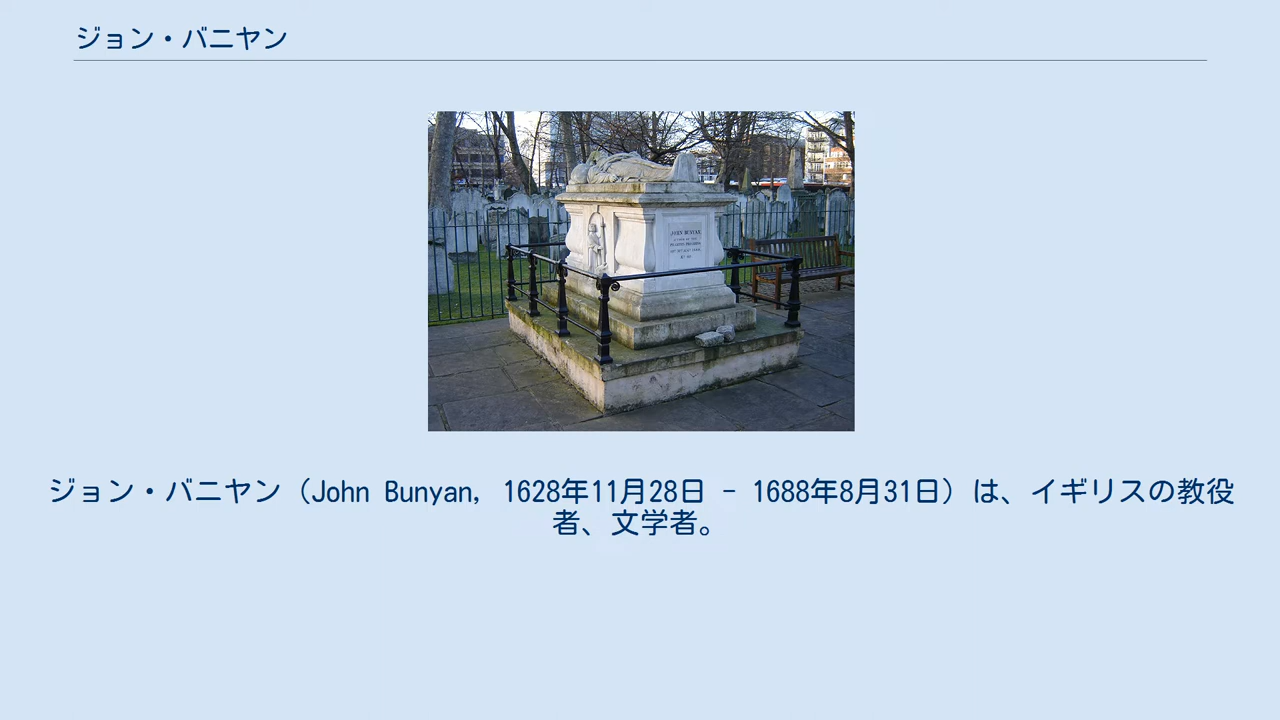 ジョン・バニヤン
JOHN BUNYAN
ジョン・バニヤン（John Bunyan, 1628年11月28日 - 1688年8月31日）は、イギリスの教役
者、文学者。